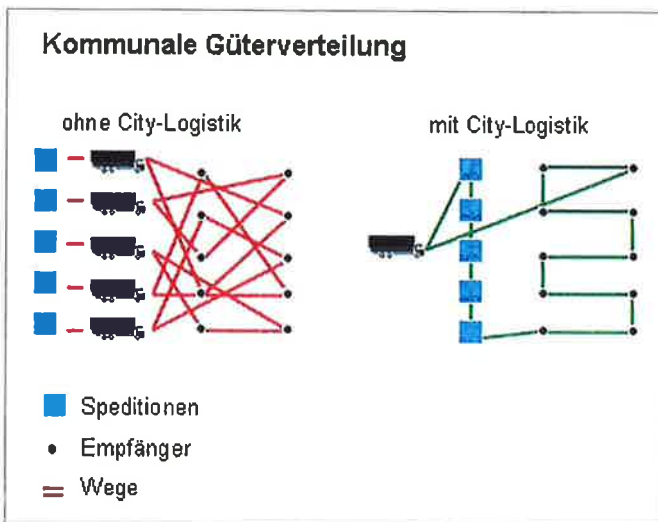 Kommunale Güterverteilung
ohne City-Logistik
mit City-Logistik
Speditionen
Empfänger
Wege